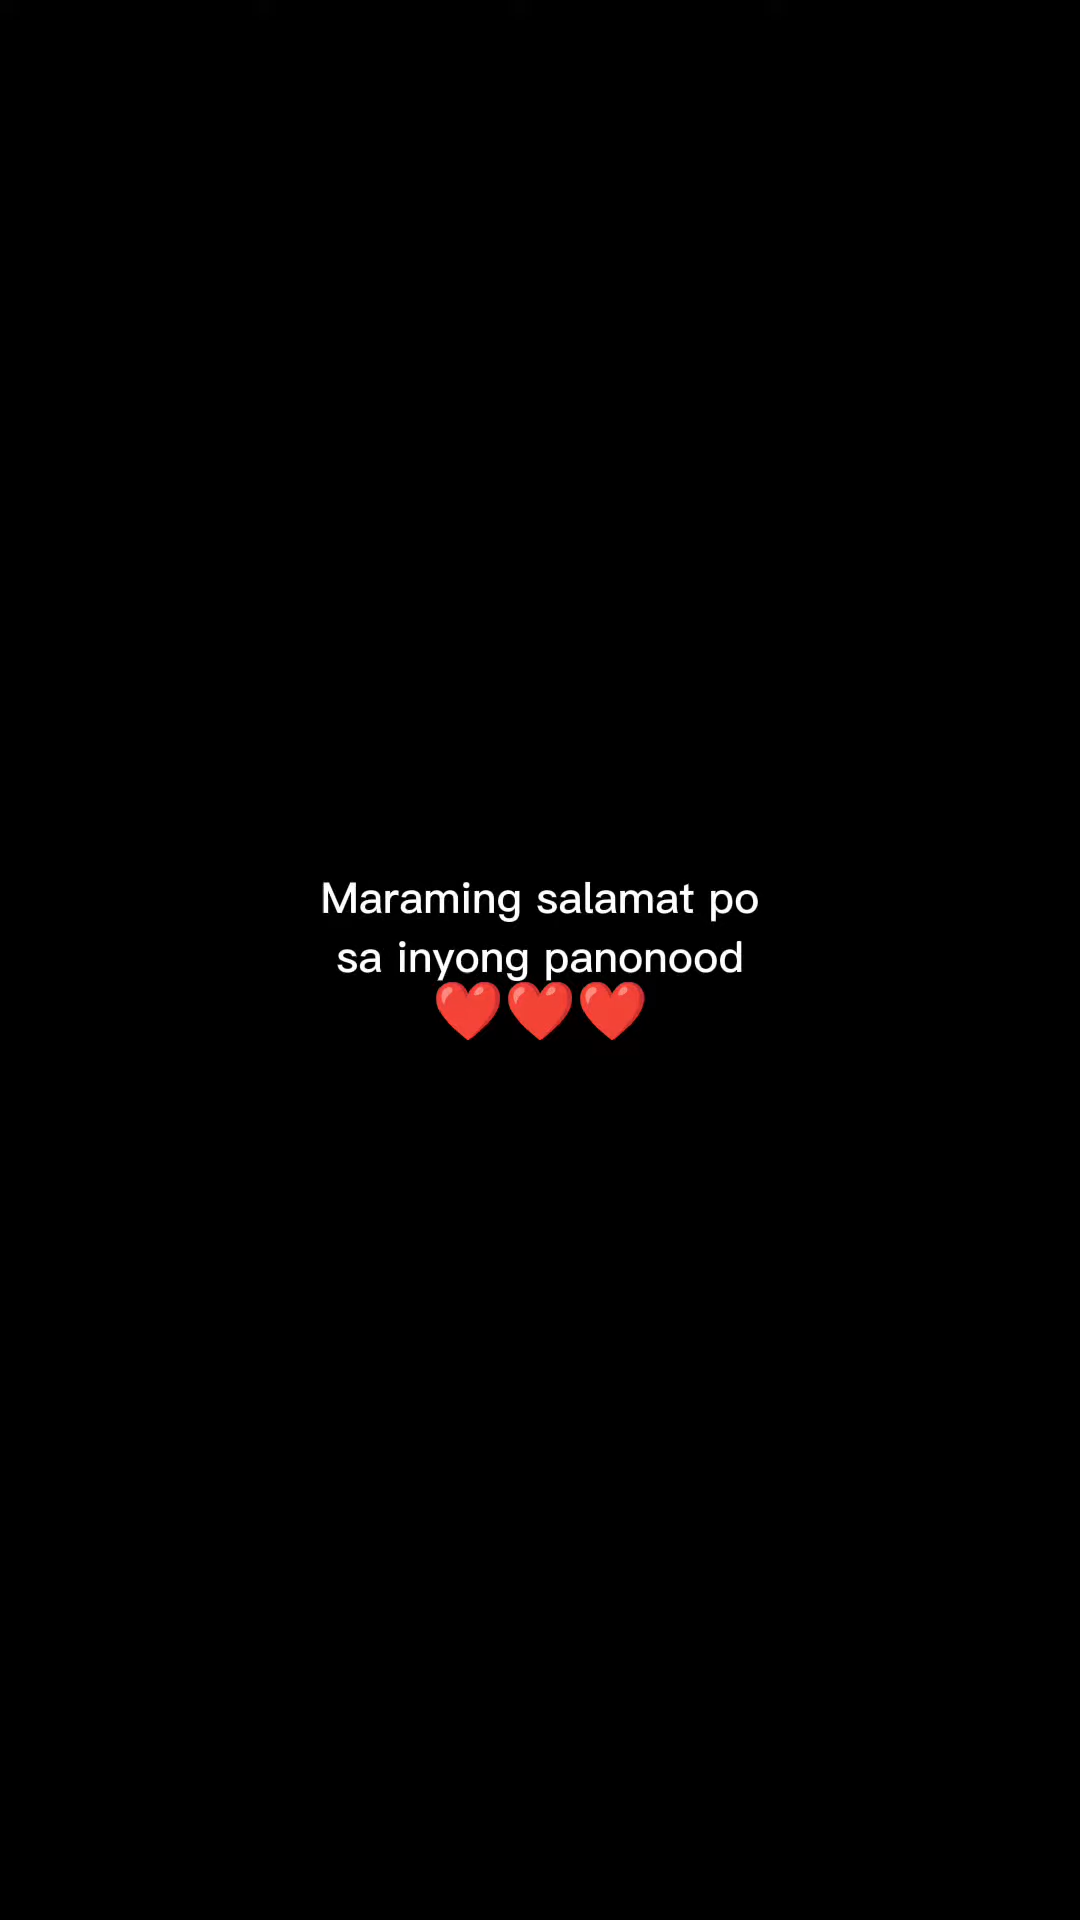 Maraming salamat po
sa inyong panonood
❤️❤️❤️